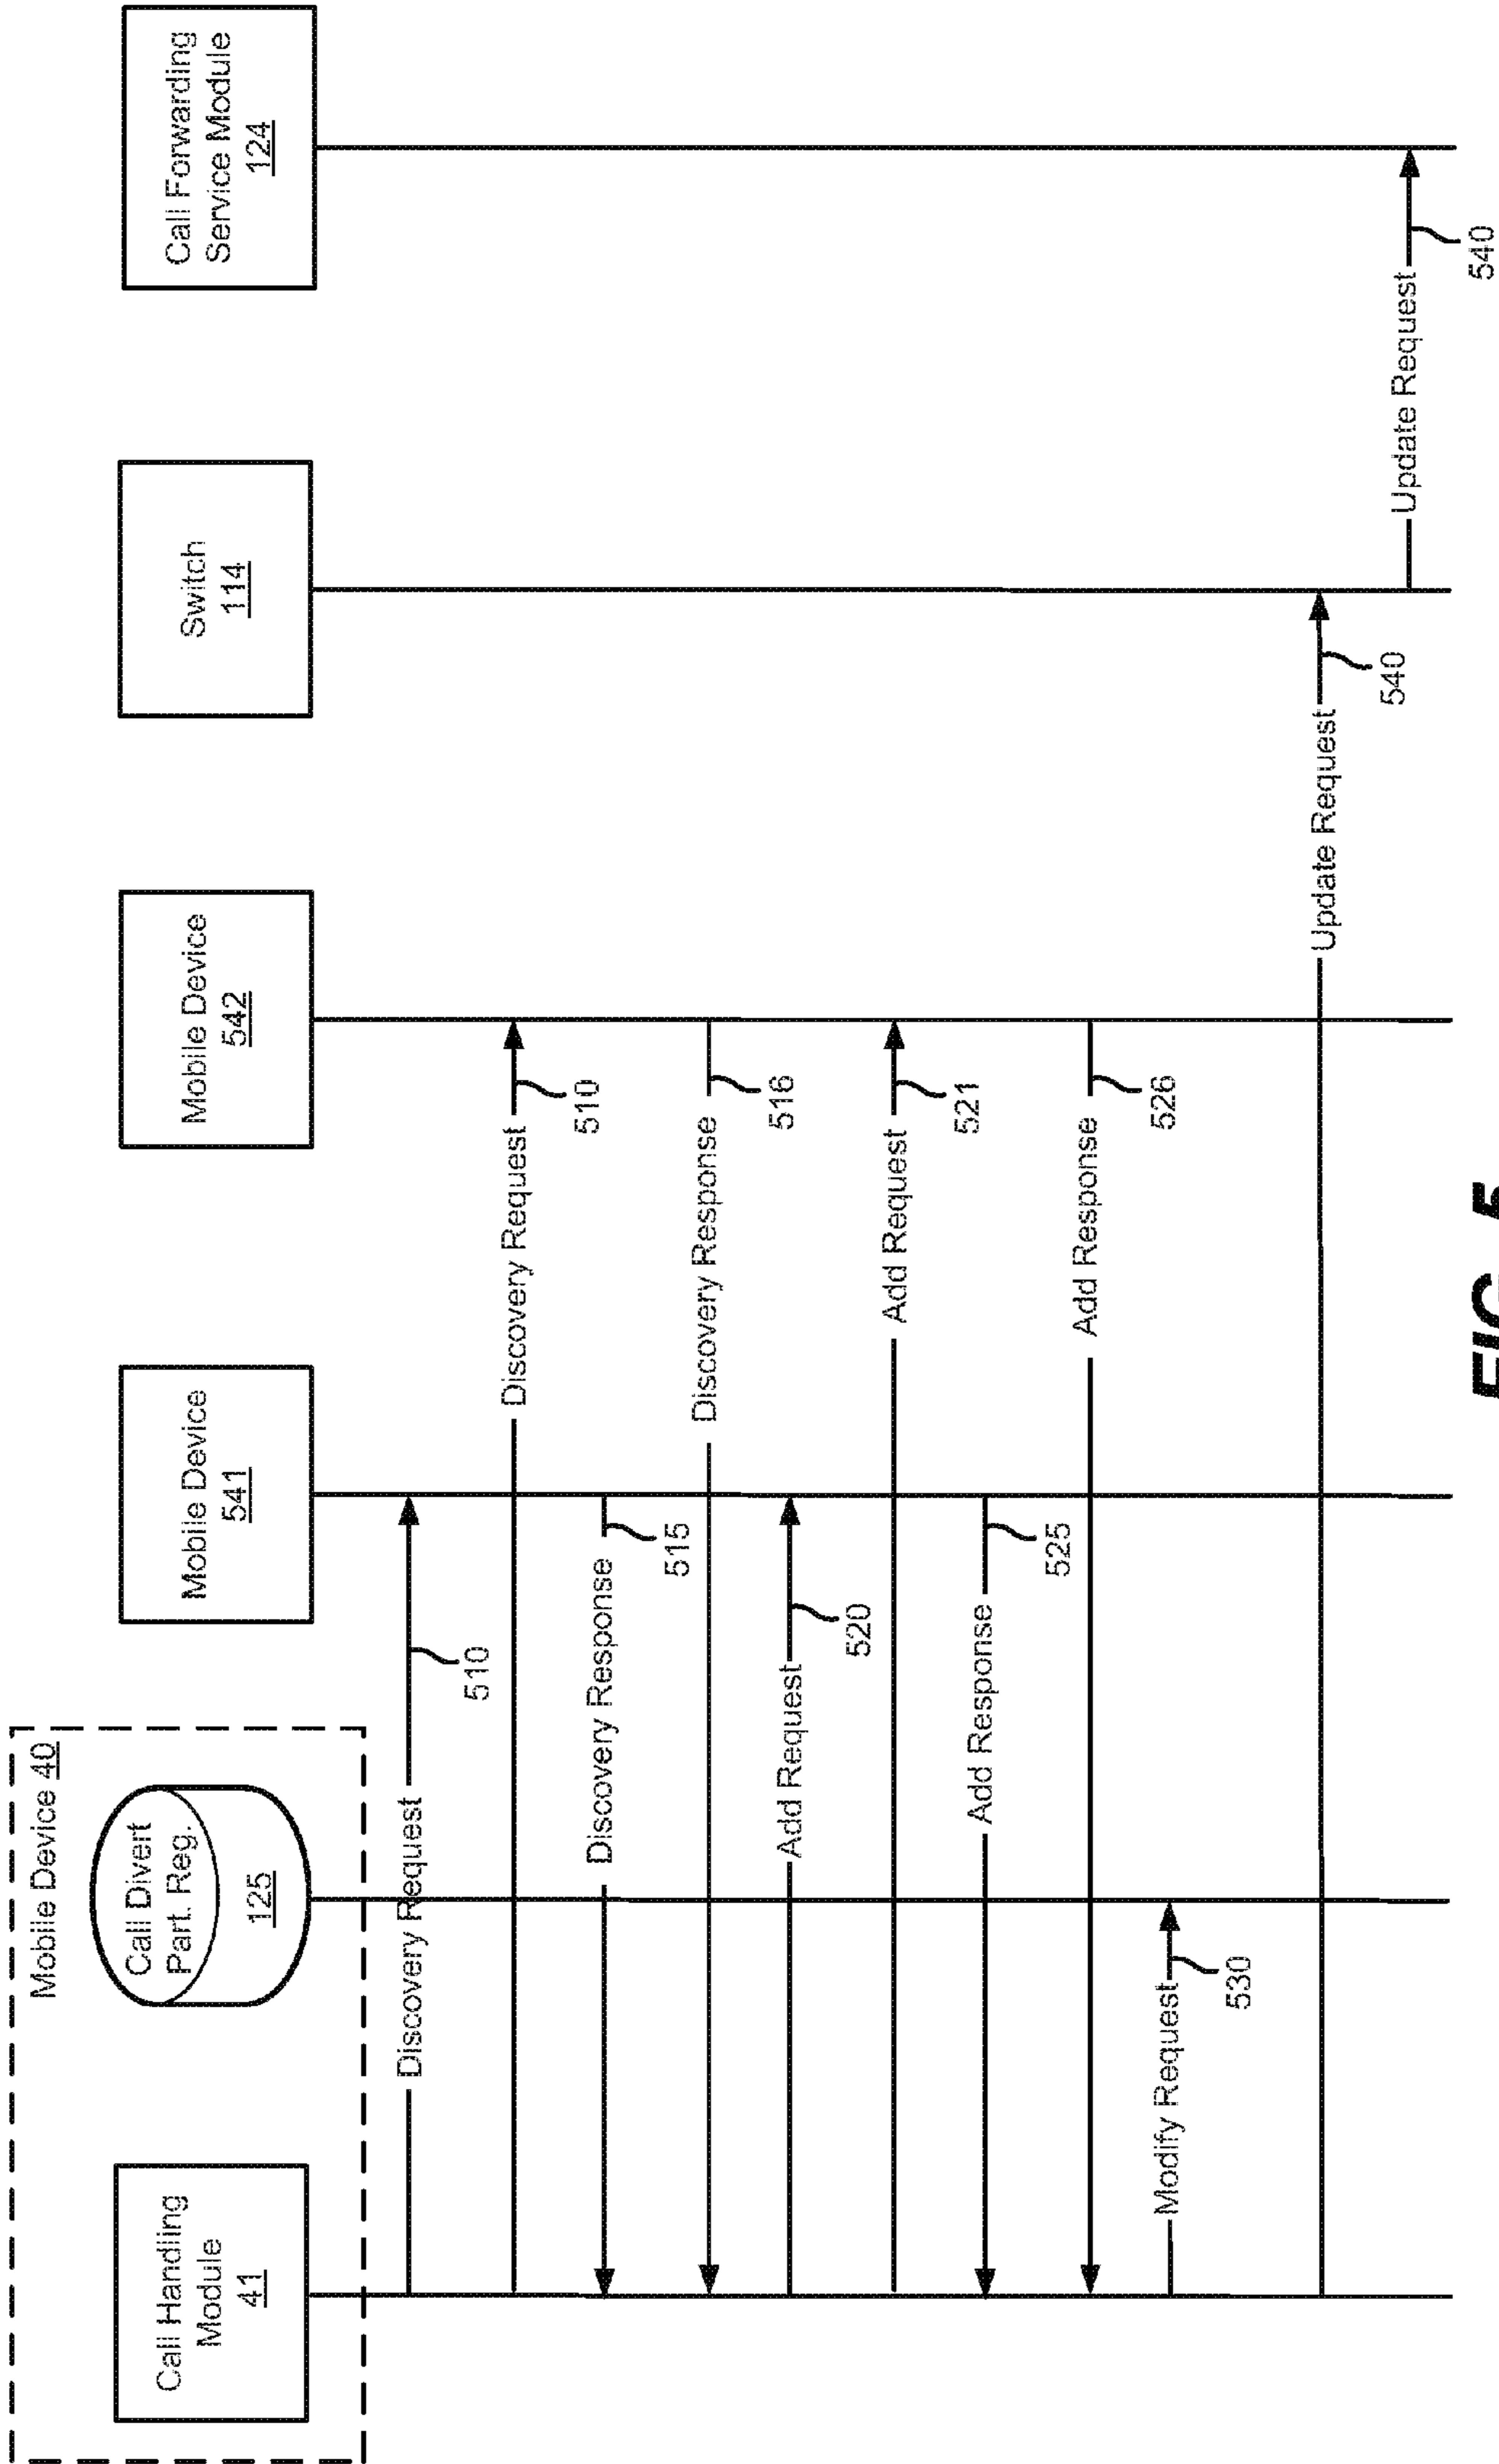 Mobile Device 40
Call Handling
Module
41
Call Divert
Part. Reg.
125
Mobile Device
541
Mobile Device
542
Switch
114
Call Forwarding
Service Module
124
Discovery Request
510
Discovery Request
510
Discovery Response
515
Discovery Response
516
Add Request
520
Add Request
521
Add Response
525
Add Response
526
Modify Request
530
Update Request
540
Update Request
540
FIG. 5